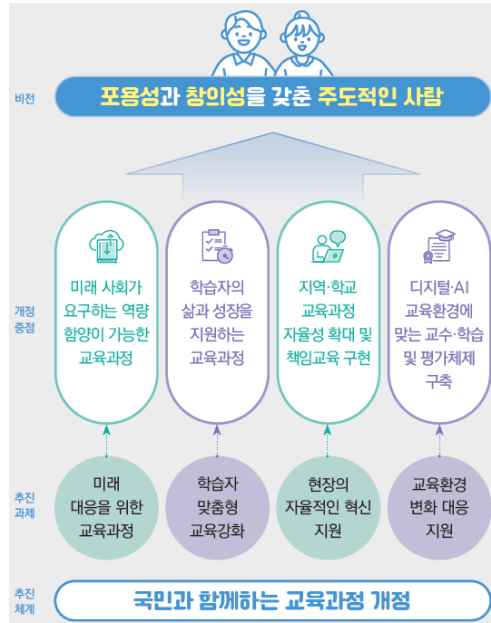 비전
포용성과 창의성을 갖춘 주도적인 사람
개정
중점
미래 사회가
요구하는 역량
함양이 가능한
교육과정
학습자의
삶과 성장을
지원하는
교육과정
지역·학교
교육과정
자율성 확대 및
책임교육 구현
디지털·AI
교육환경에
맞는 교수·학습
및 평가체제
구축
추진
과제
미래
대응을 위한
교육과정
학습자
맞춤형
교육강화
현장의
자율적인 혁신
지원
교육환경
변화 대응
지원
추진
체계
국민과 함께하는 교육과정 개정